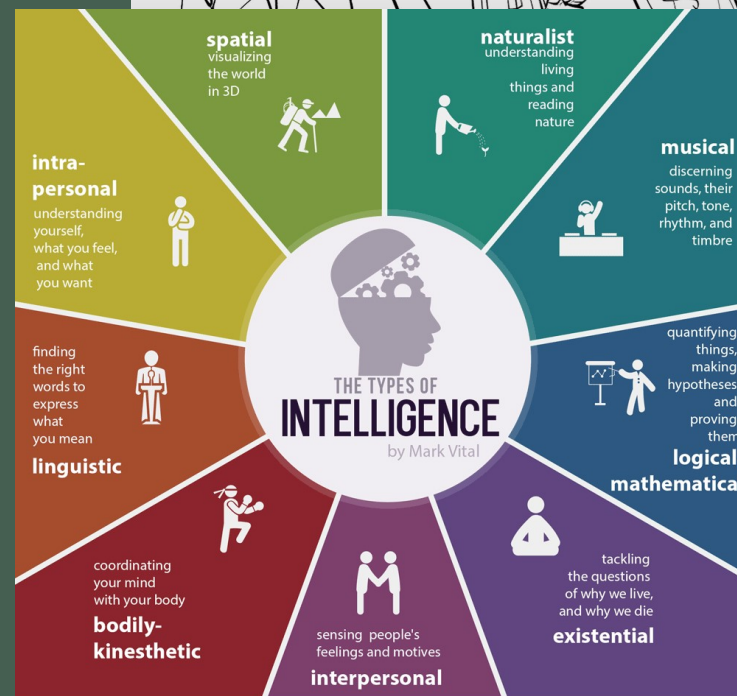 spatial
visualizing
the world
in 3D
naturalist
understanding
living
things and
reading
nature
musical
discerning
sounds, their
pitch, tone,
rhythm, and
timbre
quantifying
things,
making
hypotheses
and
proving
them
logical
mathematica
tackling
the questions
of why we live,
and why we die
existential
sensing people's
feelings and motives
interpersonal
coordinating
your mind
with your body
bodily-
kinesthetic
finding
the right
words to
express
what
you mean
linguistic
intra-
personal
understanding
yourself,
what you feel,
and what
you want
THE TYPES OF
INTELLIGENCE
by Mark Vital